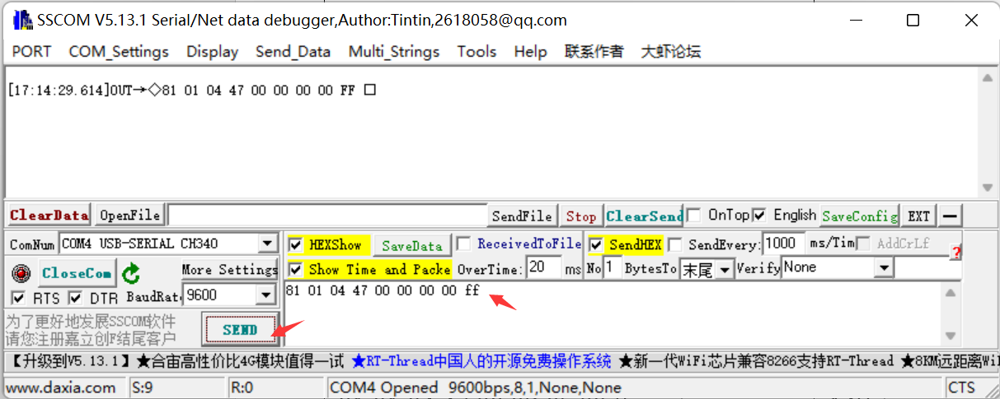 SSCOM V5.13.1 Serial/Net data debugger,Author:Tintin,2618058@qq.com
PORT COM_Settings Display Send_Data Multi_Strings Tools Help 联系作者 大虾论坛
[17:14:29.614]OUT→◇81 01 04 47 00 00 00 00 FF □
ClearData OpenFile SendFile Stop ClearSend OnTop English SaveConfig EXT —
ComNum COM4 USB-SERIAL CH340 HEXShow SaveData ReceivedToFile SendHEX SendEvery: 1000 ms/Tim AddCrLf ?
CloseCom More Settings Show Time and Packe OverTime: 20 ms No 1 BytesTo 末尾 Verify None
RTS DTR BaudRat 9600
81 01 04 47 00 00 00 00 ff
为了更好地发展SSCOM软件
请您注册嘉立创F结尾客户
SEND
【升级到V5.13.1】★合宙高性价比4G模块值得一试 ★RT-Thread中国人的开源免费操作系统 ★新一代WiFi芯片兼容8266支持RT-Thread ★8KM远距离WiF
www.daxia.com S:9 R:0 COM4 Opened 9600bps,8,1,None,None CTS